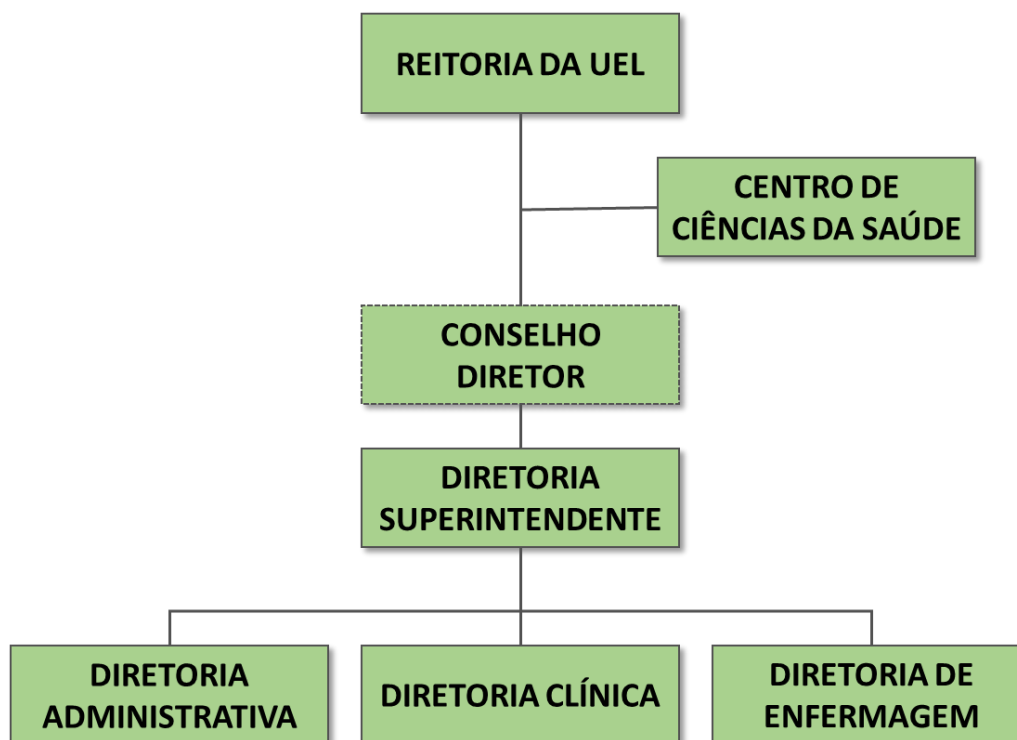 REITORIA DA UEL
CENTRO DE
CIÊNCIAS DA SAÚDE
CONSELHO
DIRETOR
DIRETORIA
SUPERINTENDENTE
DIRETORIA
ADMINISTRATIVA
DIRETORIA CLÍNICA
DIRETORIA DE
ENFERMAGEM